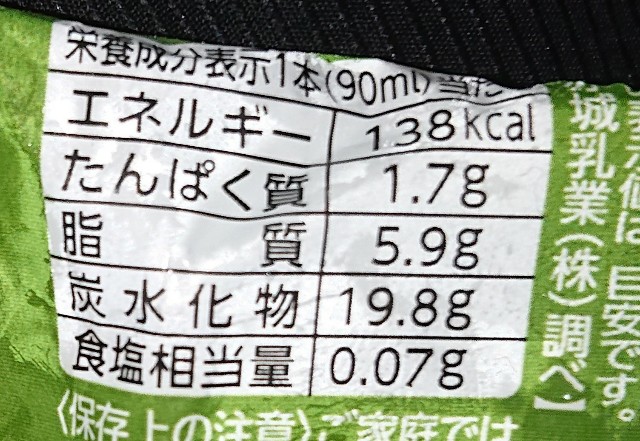 栄養成分表示1本(90ml)当た
エネルギー 138kcal
たんぱく質 1.7g
脂質 5.9g
炭水化物 19.8g
食塩相当量 0.07g
〈保存上の注意〉ご家庭では
値は、目安です。
城乳業(株)調べ】